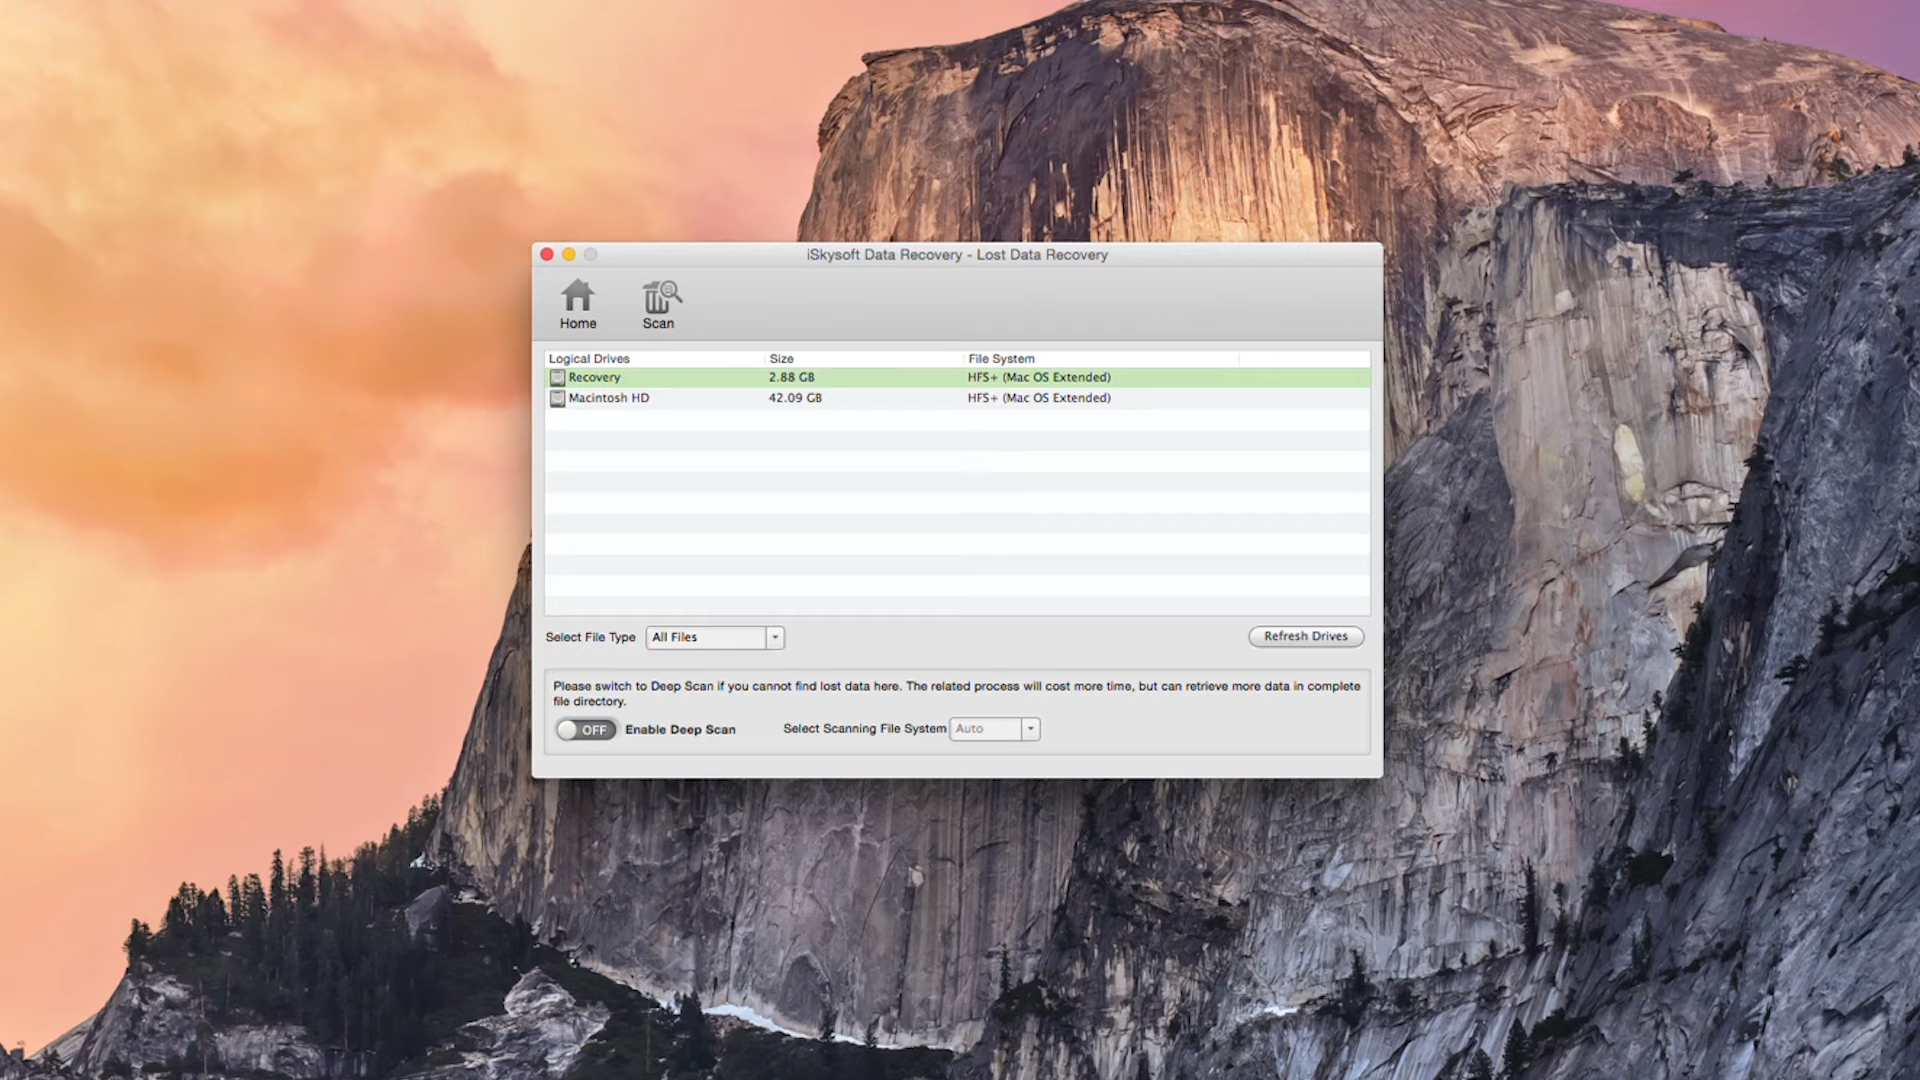 iSkysoft Data Recovery - Lost Data Recovery
Home Scan
Logical Drives Size File System
Recovery 2.88 GB HFS+ (Mac OS Extended)
Macintosh HD 42.09 GB HFS+ (Mac OS Extended)
Select File Type All Files Refresh Drives
Please switch to Deep Scan if you cannot find lost data here. The related process will cost more time, but can retrieve more data in complete
file directory.
OFF Enable Deep Scan Select Scanning File System Auto